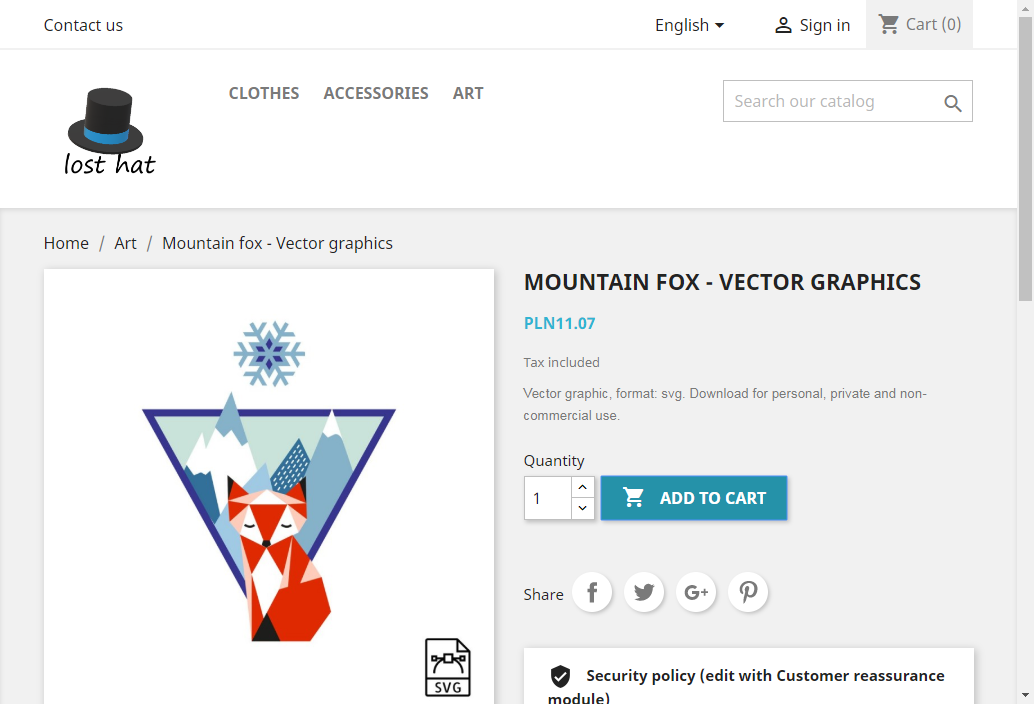 Contact us
English
Sign in
Cart (0)
lost hat
CLOTHES
ACCESSORIES
ART
Search our catalog
Home / Art / Mountain fox - Vector graphics
MOUNTAIN FOX - VECTOR GRAPHICS
PLN11.07
Tax included
Vector graphic, format: svg. Download for personal, private and non-
commercial use.
Quantity
1
ADD TO CART
Share
SVG
Security policy (edit with Customer reassurance
module)